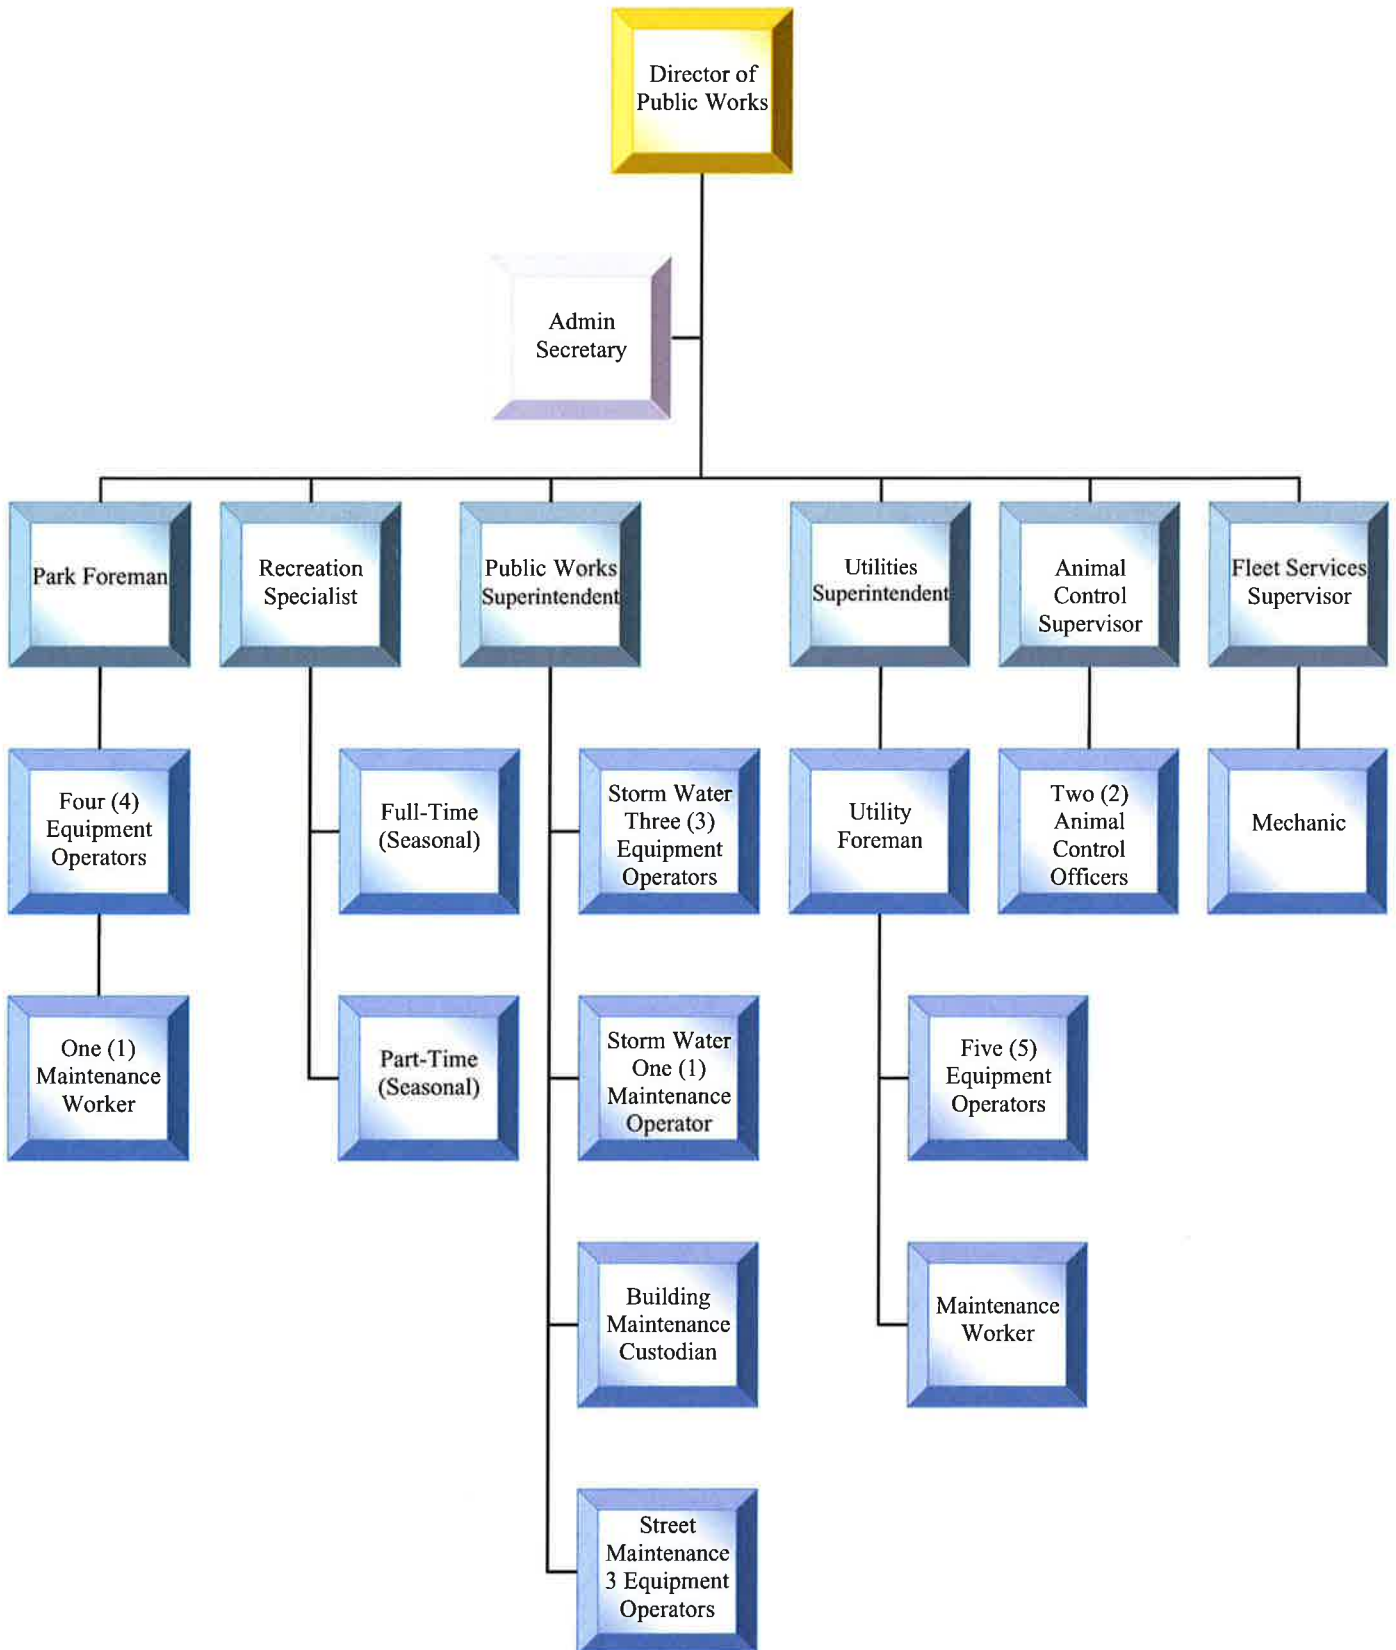 Director of
Public Works
Admin
Secretary
Park Foreman
Recreation
Specialist
Public Works
Superintendent
Utilities
Superintendent
Animal
Control
Supervisor
Fleet Services
Supervisor
Four (4)
Equipment
Operators
Full-Time
(Seasonal)
Storm Water
Three (3)
Equipment
Operators
Utility
Foreman
Two (2)
Animal
Control
Officers
Mechanic
One (1)
Maintenance
Worker
Part-Time
(Seasonal)
Storm Water
One (1)
Maintenance
Operator
Five (5)
Equipment
Operators
Building
Maintenance
Custodian
Maintenance
Worker
Street
Maintenance
3 Equipment
Operators